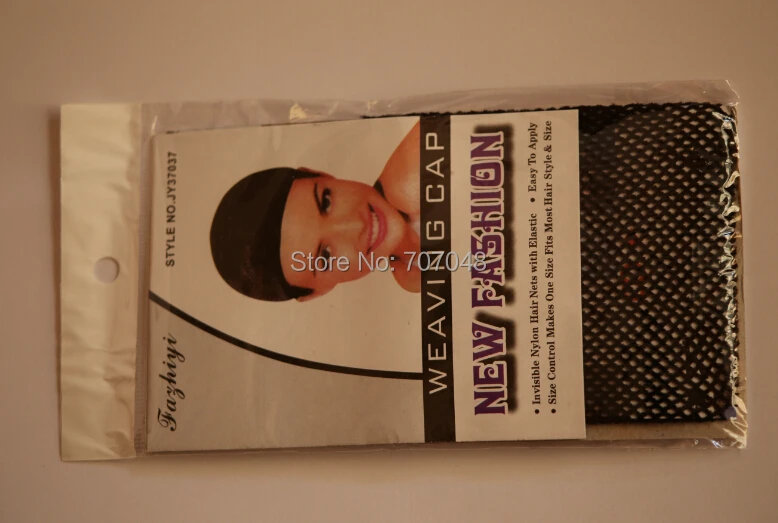 STYLE NO.JY37037
Fazhiyi
WEAVING CAP
NEW FASHION
• Invisible Nylon Hair Nets with Elastic • Easy To Apply
• Size Control Makes One Size Fits Most Hair Style & Size
Store No: 707048